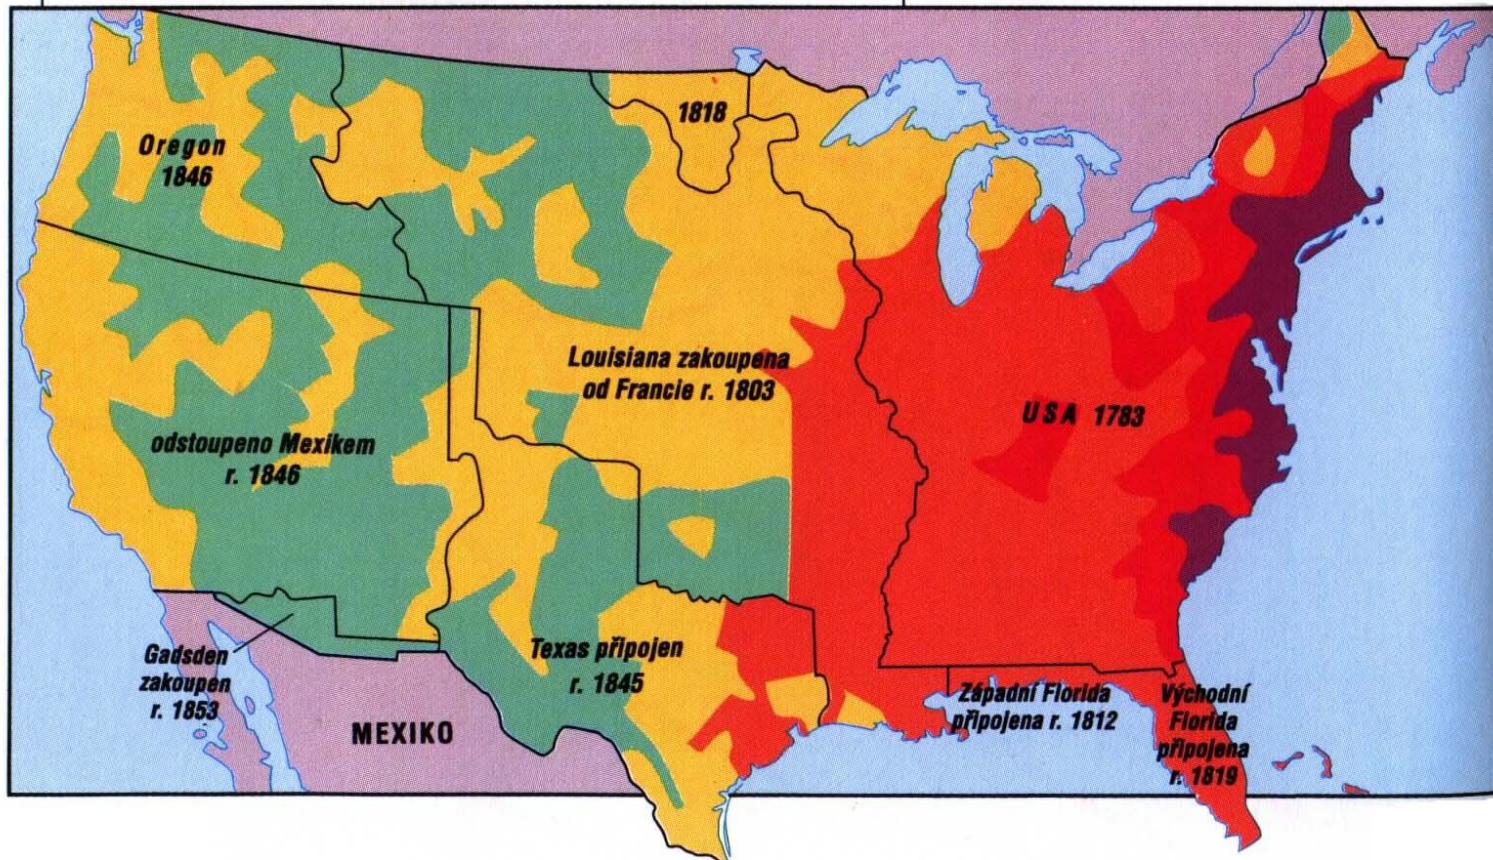 1818
Oregon
1846
Louisiana zakoupena
od Francie r. 1803
USA 1783
odstoupeno Mexikem
r. 1846
Gadsden
zakoupen
r. 1853
Texas připojen
r. 1845
MEXIKO
Západní Florida
připojena r. 1812
Východní
Florida
připojena
r. 1819